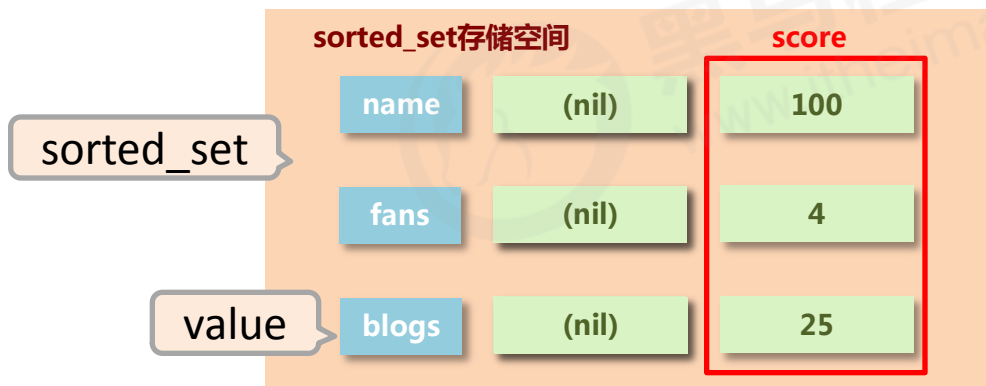 sorted_set存储空间
score
name
(nil)
100
sorted_set
fans
(nil)
4
value
blogs
(nil)
25